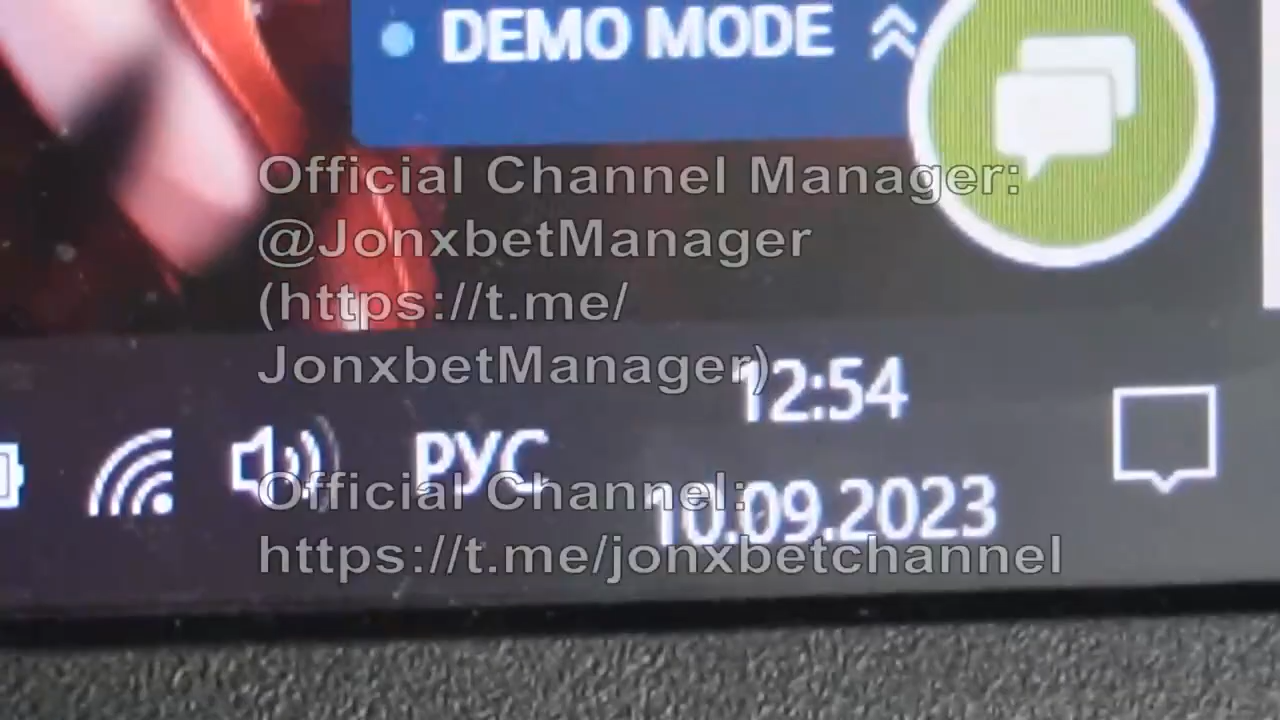 DEMO MODE
Official Channel Manager:
@JonxbetManager
(https://t.me/
JonxbetManager)
12:54
РУС
Official Channel:
10.09.2023
https://t.me/jonxbetchannel